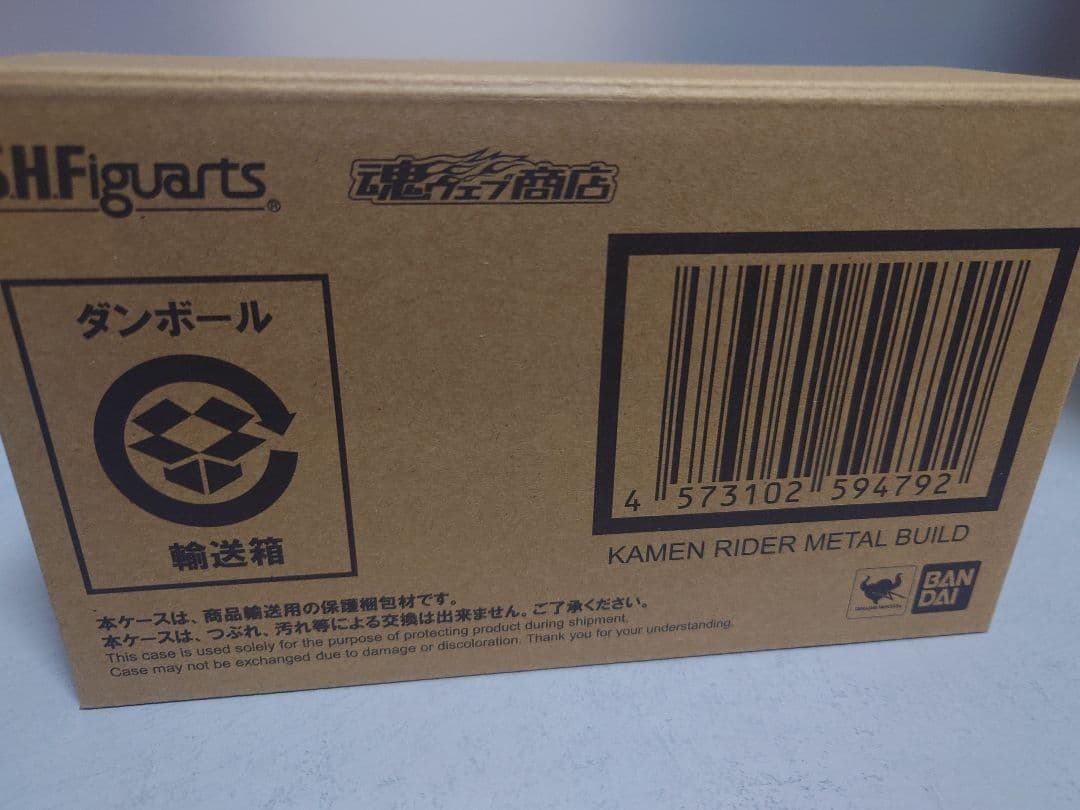 S.H.Figuarts®
魂ウェブ商店
ダンボール
輸送箱
4 573102 594792
KAMEN RIDER METAL BUILD
BAN
DAI
本ケースは、商品輸送用の保護梱包材です。
本ケースは、つぶれ、汚れ等による交換は出来ません。ご了承ください。
This case is used solely for the purpose of protecting product during shipment.
Case may not be exchanged due to damage or discoloration. Thank you for your understanding.